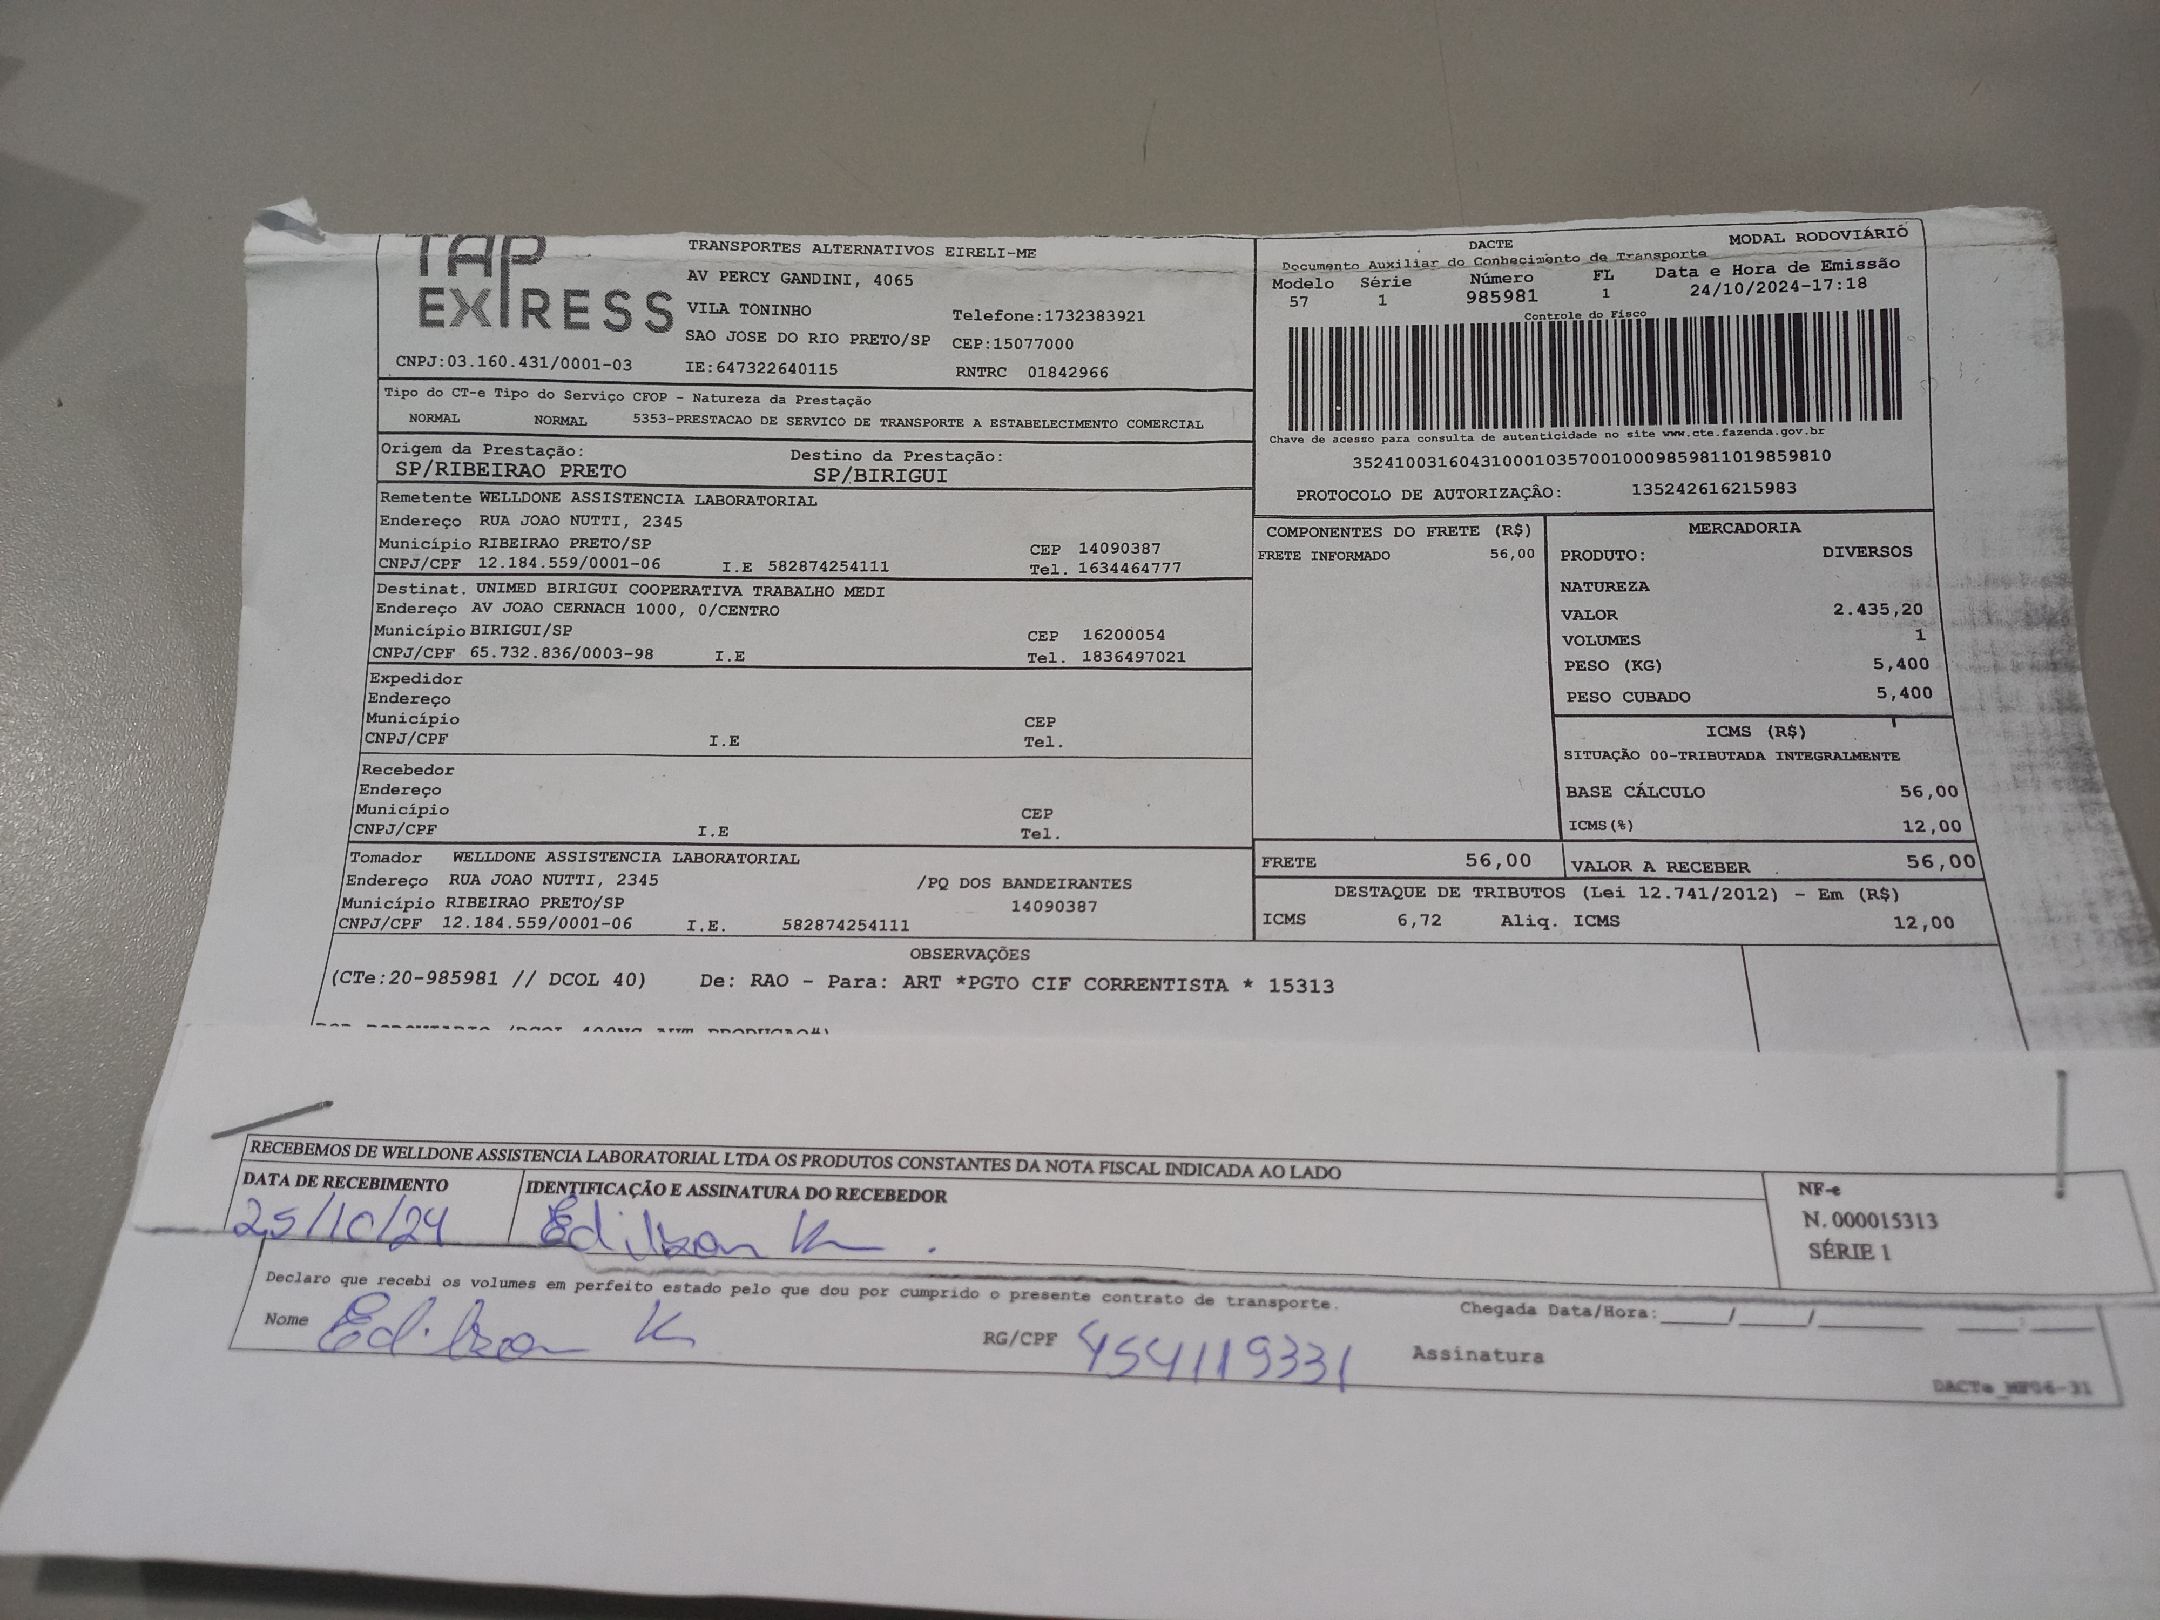 TAP EXPRESS
TRANSPORTES ALTERNATIVOS EIRELI-ME
AV PERCY GANDINI, 4065
VILA TONINHO Telefone:1732383921
SAO JOSE DO RIO PRETO/SP CEP:15077000
CNPJ:03.160.431/0001-03 IE:647322640115 RNTRC 01842966
DACTE MODAL RODOVIÁRIO
Documento Auxiliar do Conhecimento de Transporte
Modelo Série Número FL Data e Hora de Emissão
57 1 985981 1 24/10/2024-17:18
Controle do Fisco
Chave de acesso para consulta de autenticidade no site www.cte.fazenda.gov.br
35241003160431000103570010009859811019859810
PROTOCOLO DE AUTORIZAÇÃO: 135242616215983
Tipo do CT-e Tipo do Serviço CFOP - Natureza da Prestação
NORMAL NORMAL 5353-PRESTACAO DE SERVICO DE TRANSPORTE A ESTABELECIMENTO COMERCIAL
Origem da Prestação: Destino da Prestação:
SP/RIBEIRAO PRETO SP/BIRIGUI
Remetente WELLDONE ASSISTENCIA LABORATORIAL
Endereço RUA JOAO NUTTI, 2345
Município RIBEIRAO PRETO/SP CEP 14090387
CNPJ/CPF 12.184.559/0001-06 I.E 582874254111 Tel. 1634464777
Destinat. UNIMED BIRIGUI COOPERATIVA TRABALHO MEDI
Endereço AV JOAO CERNACH 1000, 0/CENTRO
Município BIRIGUI/SP CEP 16200054
CNPJ/CPF 65.732.836/0003-98 I.E Tel. 1836497021
Expedidor
Endereço
Município CEP
CNPJ/CPF I.E Tel.
Recebedor
Endereço
Município CEP
CNPJ/CPF I.E Tel.
Tomador WELLDONE ASSISTENCIA LABORATORIAL
Endereço RUA JOAO NUTTI, 2345 /PQ DOS BANDEIRANTES
Município RIBEIRAO PRETO/SP 14090387
CNPJ/CPF 12.184.559/0001-06 I.E. 582874254111
COMPONENTES DO FRETE (R$)
FRETE INFORMADO 56,00
MERCADORIA
PRODUTO: DIVERSOS
NATUREZA
VALOR 2.435,20
VOLUMES 1
PESO (KG) 5,400
PESO CUBADO 5,400
ICMS (R$)
SITUAÇÃO 00-TRIBUTADA INTEGRALMENTE
BASE CÁLCULO 56,00
ICMS(%) 12,00
FRETE 56,00 VALOR A RECEBER 56,00
DESTAQUE DE TRIBUTOS (Lei 12.741/2012) - Em (R$)
ICMS 6,72 Aliq. ICMS 12,00
OBSERVAÇÕES
(CTe:20-985981 // DCOL 40) De: RAO - Para: ART *PGTO CIF CORRENTISTA * 15313
RECEBEMOS DE WELLDONE ASSISTENCIA LABORATORIAL LTDA OS PRODUTOS CONSTANTES DA NOTA FISCAL INDICADA AO LADO
DATA DE RECEBIMENTO IDENTIFICAÇÃO E ASSINATURA DO RECEBEDOR
25/10/24 Edilson K
NF-e
N. 000015313
SÉRIE 1
Declaro que recebi os volumes em perfeito estado pelo que dou por cumprido o presente contrato de transporte.
Nome Edilson K RG/CPF 454119331 Chegada Data/Hora:_____/_____/_______ ____:____
Assinatura
DACTe_MF06-31